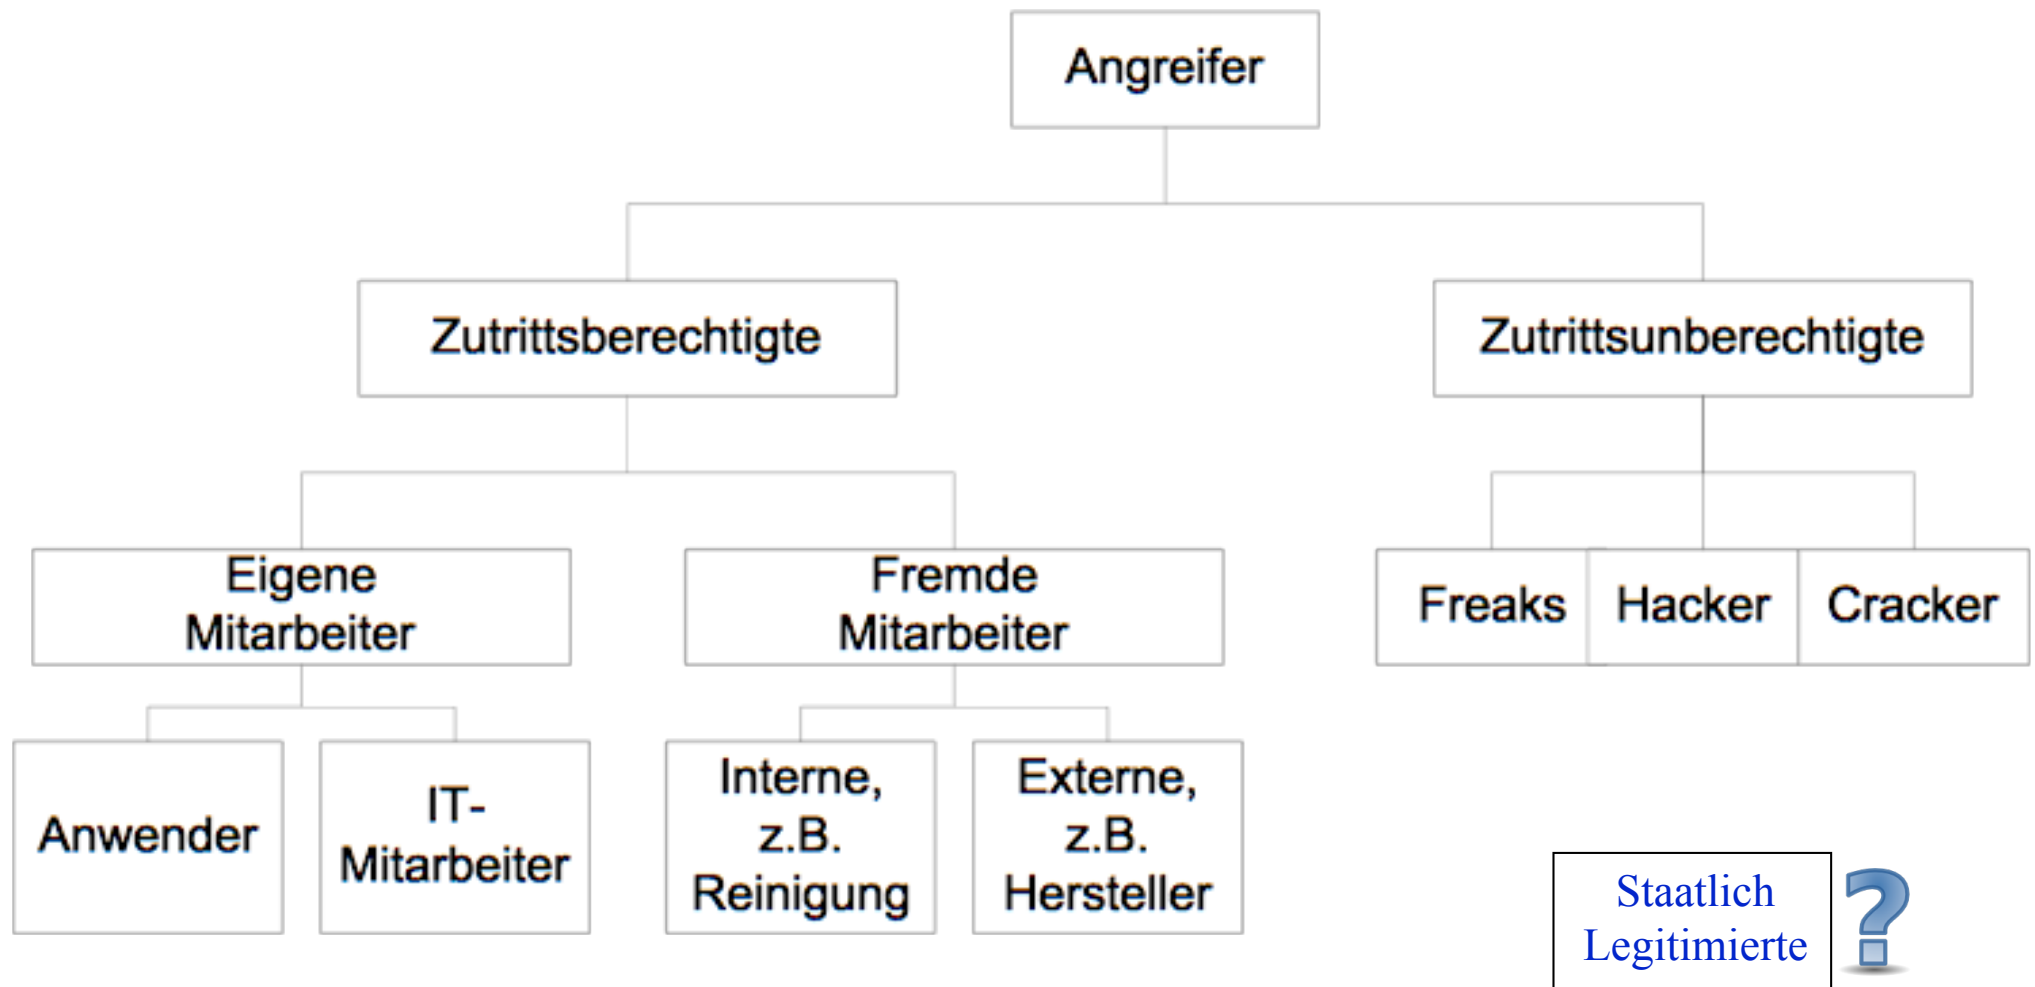 Angreifer
Zutrittsberechtigte
Zutrittsunberechtigte
Eigene
Mitarbeiter
Fremde
Mitarbeiter
Freaks
Hacker
Cracker
Anwender
IT-
Mitarbeiter
Interne,
z.B.
Reinigung
Externe,
z.B.
Hersteller
Staatlich
Legitimierte
?